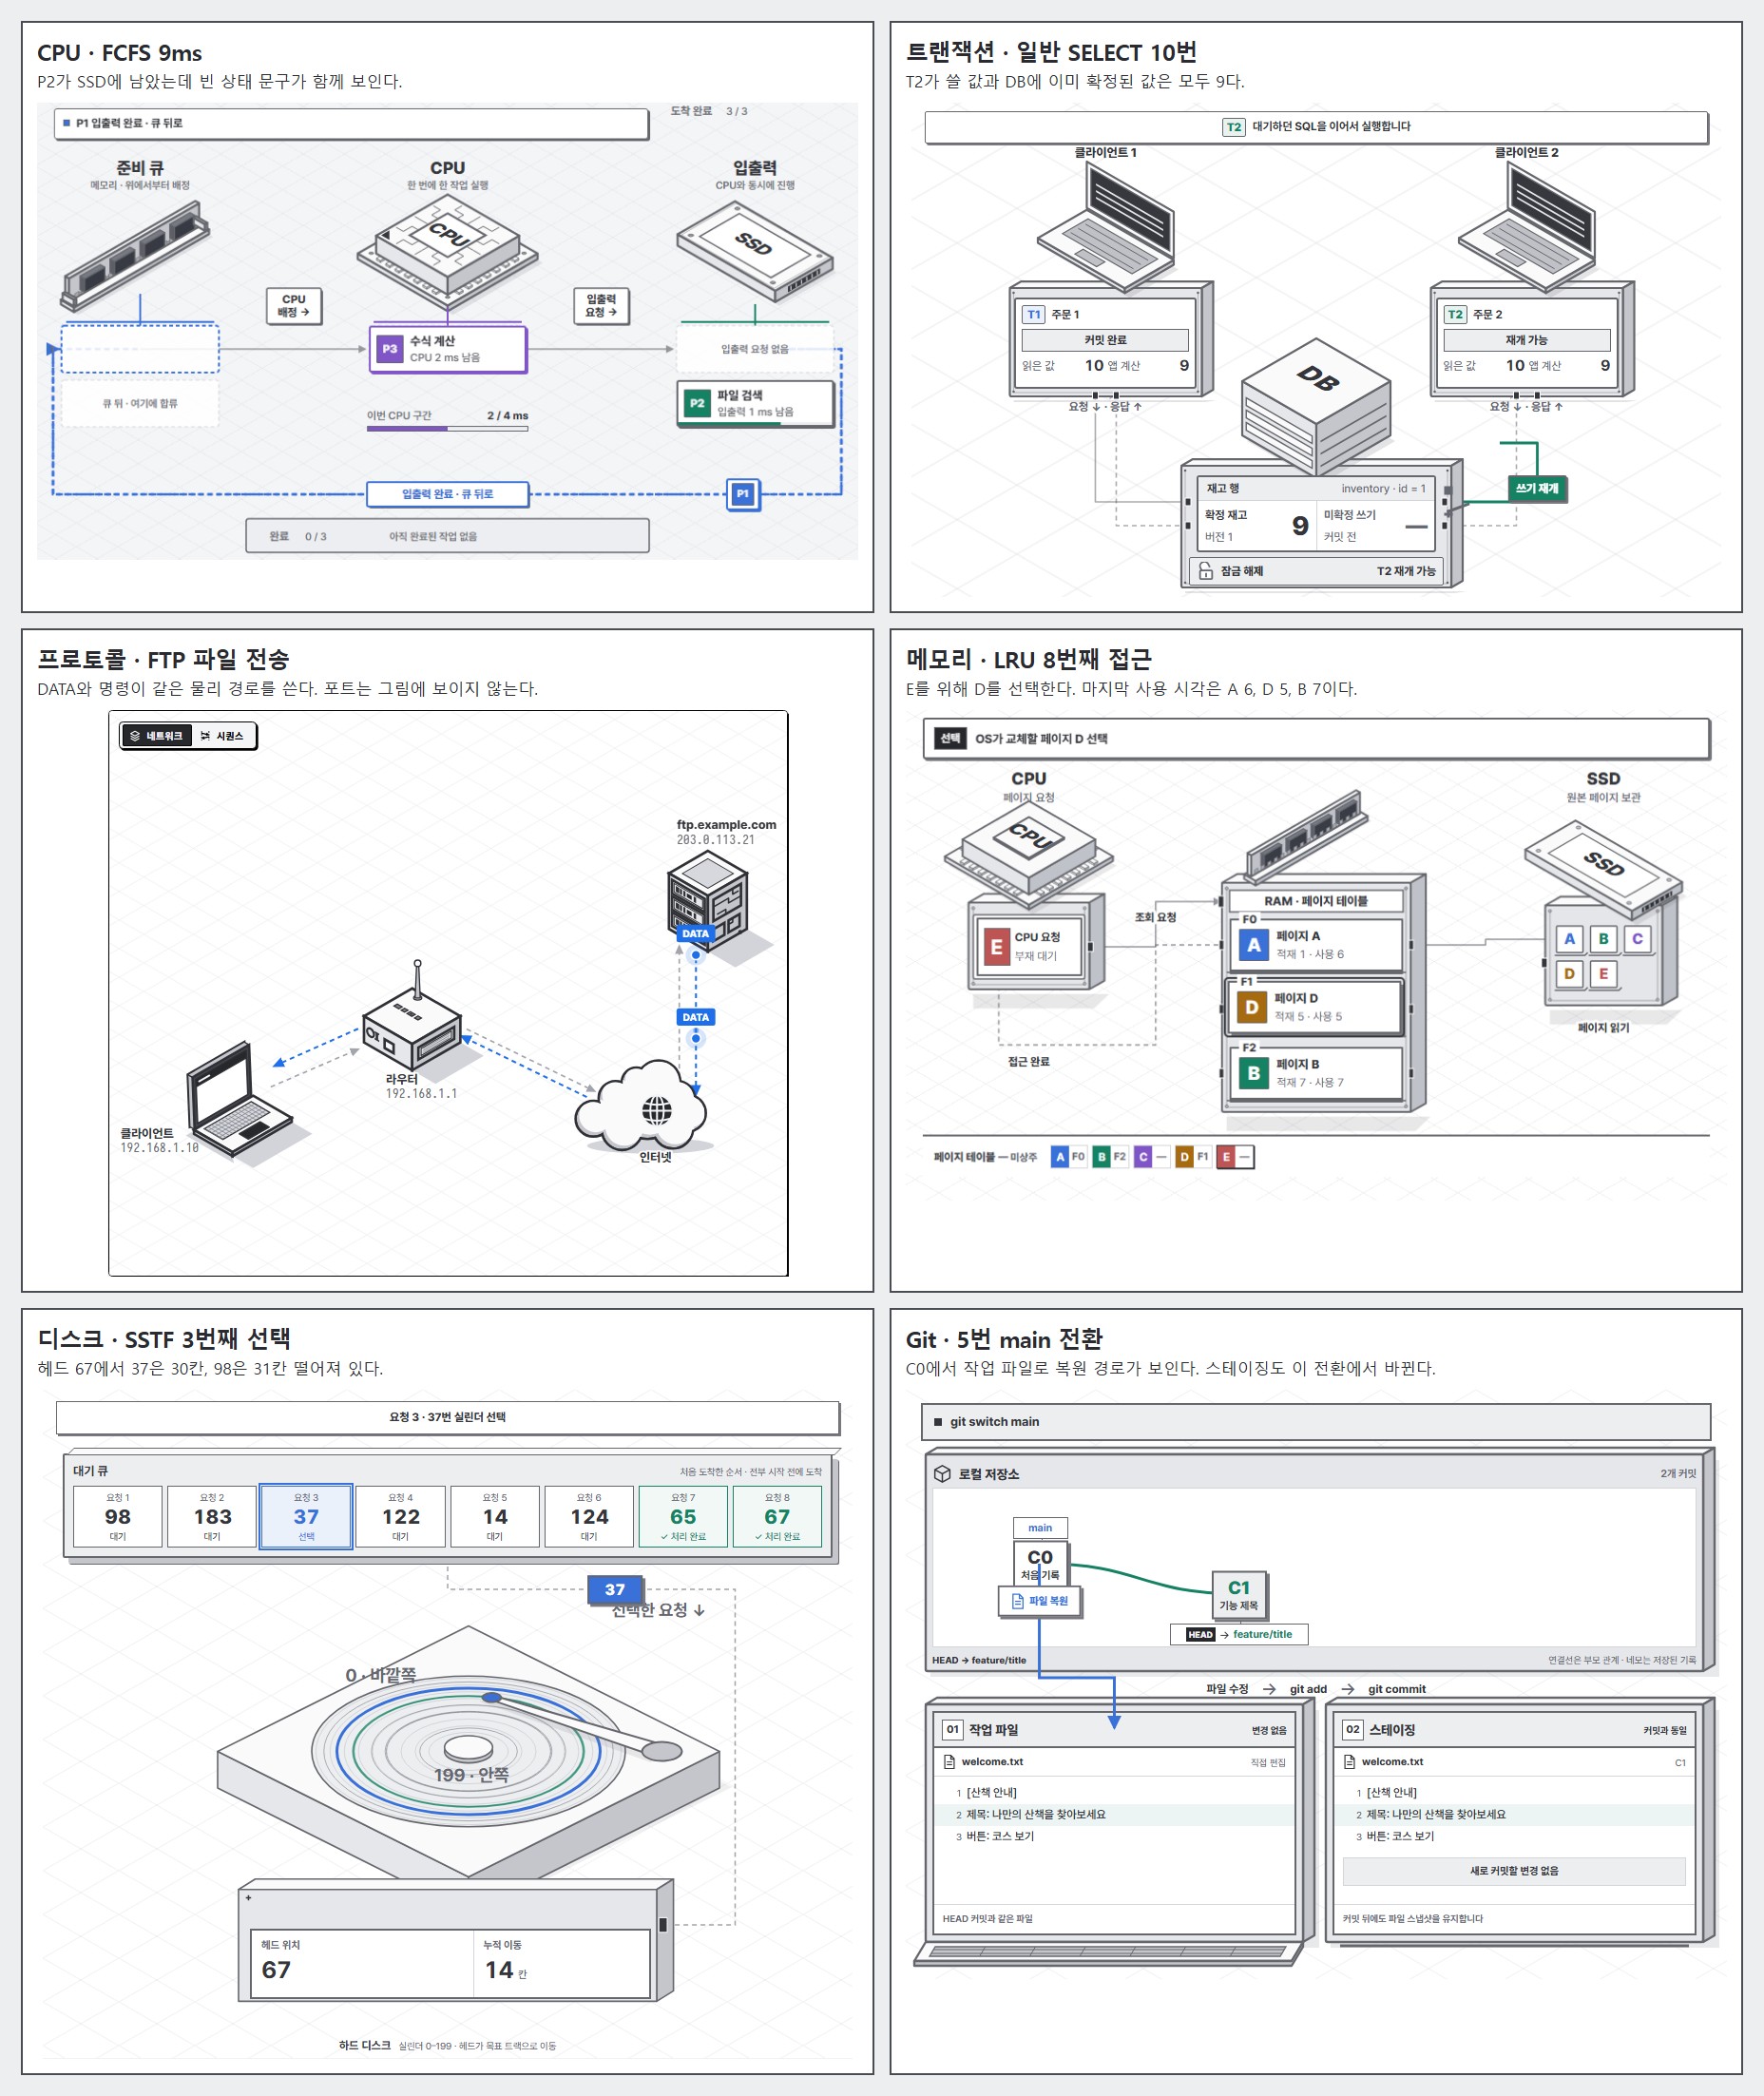 CPU · FCFS 9ms
P2가 SSD에 남았는데 빈 상태 문구가 함께 보인다.
P1 입출력 완료 · 큐 뒤로
도착 완료 3 / 3
준비 큐
메모리 · 위에서부터 배정
CPU
한 번에 한 작업 실행
입출력
CPU와 동시에 진행
CPU
SSD
CPU
배정 →
입출력
요청 →
P3 수식 계산
CPU 2 ms 남음
입출력 요청 없음
큐 뒤 · 여기에 합류
P2 파일 검색
입출력 1 ms 남음
이번 CPU 구간 2 / 4 ms
입출력 완료 · 큐 뒤로
P1
완료 0 / 3 아직 완료된 작업 없음
트랜잭션 · 일반 SELECT 10번
T2가 쓸 값과 DB에 이미 확정된 값은 모두 9다.
T2 대기하던 SQL을 이어서 실행합니다
클라이언트 1
클라이언트 2
T1 주문 1
커밋 완료
읽은 값 10 앱 계산 9
요청 ↓ · 응답 ↑
T2 주문 2
재개 가능
읽은 값 10 앱 계산 9
요청 ↓ · 응답 ↑
DB
쓰기 재개
재고 행 inventory · id = 1
확정 재고 9 미확정 쓰기 —
버전 1 커밋 전
잠금 해제 T2 재개 가능
프로토콜 · FTP 파일 전송
DATA와 명령이 같은 물리 경로를 쓴다. 포트는 그림에 보이지 않는다.
네트워크 시퀀스
ftp.example.com
203.0.113.21
DATA
DATA
라우터
192.168.1.1
클라이언트
192.168.1.10
인터넷
메모리 · LRU 8번째 접근
E를 위해 D를 선택한다. 마지막 사용 시각은 A 6, D 5, B 7이다.
선택 OS가 교체할 페이지 D 선택
CPU
페이지 요청
SSD
원본 페이지 보관
CPU
SSD
RAM · 페이지 테이블
조회 요청
E CPU 요청
부재 대기
F0
A 페이지 A
적재 1 · 사용 6
F1
D 페이지 D
적재 5 · 사용 5
F2
B 페이지 B
적재 7 · 사용 7
A B C
D E
페이지 읽기
접근 완료
페이지 테이블 — 미상주 A F0 B F2 C — D F1 E —
디스크 · SSTF 3번째 선택
헤드 67에서 37은 30칸, 98은 31칸 떨어져 있다.
요청 3 · 37번 실린더 선택
대기 큐 처음 도착한 순서 · 전부 시작 전에 도착
요청 1 요청 2 요청 3 요청 4 요청 5 요청 6 요청 7 요청 8
98 183 37 122 14 124 65 67
대기 대기 선택 대기 대기 대기 ✓ 처리 완료 ✓ 처리 완료
37
선택한 요청 ↓
0 · 바깥쪽
199 · 안쪽
헤드 위치 누적 이동
67 14 칸
하드 디스크 실린더 0–199 · 헤드가 목표 트랙으로 이동
Git · 5번 main 전환
C0에서 작업 파일로 복원 경로가 보인다. 스테이징도 이 전환에서 바뀐다.
git switch main
로컬 저장소 2개 커밋
main
C0
처음 기록
파일 복원
C1
기능 제목
HEAD → feature/title
HEAD → feature/title 연결선은 부모 관계 · 네모는 저장된 기록
파일 수정 → git add → git commit
01 작업 파일 변경 없음
welcome.txt 직접 편집
1 [산책 안내]
2 제목: 나만의 산책을 찾아보세요
3 버튼: 코스 보기
HEAD 커밋과 같은 파일
02 스테이징 커밋과 동일
welcome.txt C1
1 [산책 안내]
2 제목: 나만의 산책을 찾아보세요
3 버튼: 코스 보기
새로 커밋할 변경 없음
커밋 뒤에도 파일 스냅샷을 유지합니다